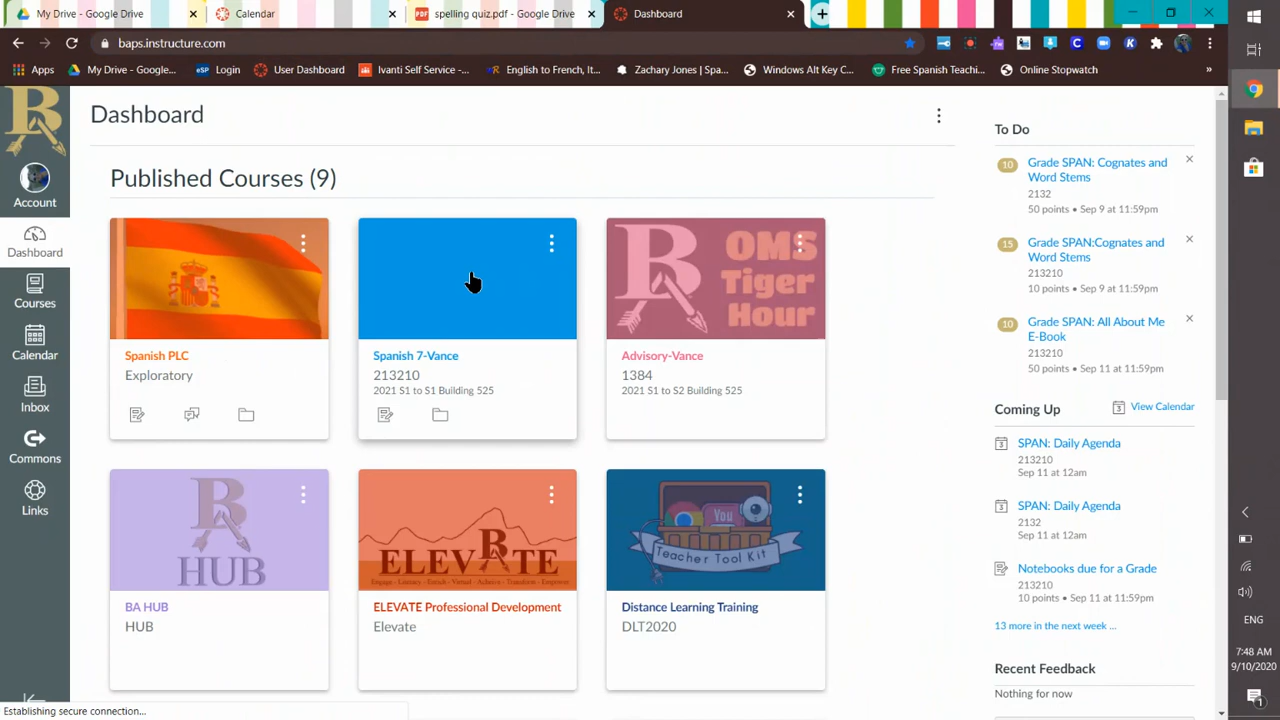 My Drive - Google Drive
Calendar
spelling quiz.pdf - Google Drive
Dashboard
baps.instructure.com
Apps
My Drive - Google...
Login
User Dashboard
Ivanti Self Service -...
English to French, It...
Zachary Jones | Spa...
Windows Alt Key C...
Free Spanish Teachi...
Online Stopwatch
Account
Dashboard
Courses
Calendar
Inbox
Commons
Links
Dashboard
Published Courses (9)
Spanish PLC
Exploratory
Spanish 7-Vance
213210
2021 S1 to S1 Building 525
OMS
Tiger
Hour
Advisory-Vance
1384
2021 S1 to S2 Building 525
HUB
BA HUB
HUB
ELEVATE
ELEVATE Professional Development
Elevate
You
Teacher Tool Kit
Distance Learning Training
DLT2020
To Do
10
Grade SPAN: Cognates and
Word Stems
2132
50 points • Sep 9 at 11:59pm
15
Grade SPAN:Cognates and
Word Stems
213210
10 points • Sep 9 at 11:59pm
10
Grade SPAN: All About Me
E-Book
213210
50 points • Sep 11 at 11:59pm
Coming Up
View Calendar
SPAN: Daily Agenda
213210
Sep 11 at 12am
SPAN: Daily Agenda
2132
Sep 11 at 12am
Notebooks due for a Grade
213210
10 points • Sep 11 at 11:59pm
13 more in the next week ...
Recent Feedback
Nothing for now
Establishing secure connection...
ENG
7:48 AM
9/10/2020